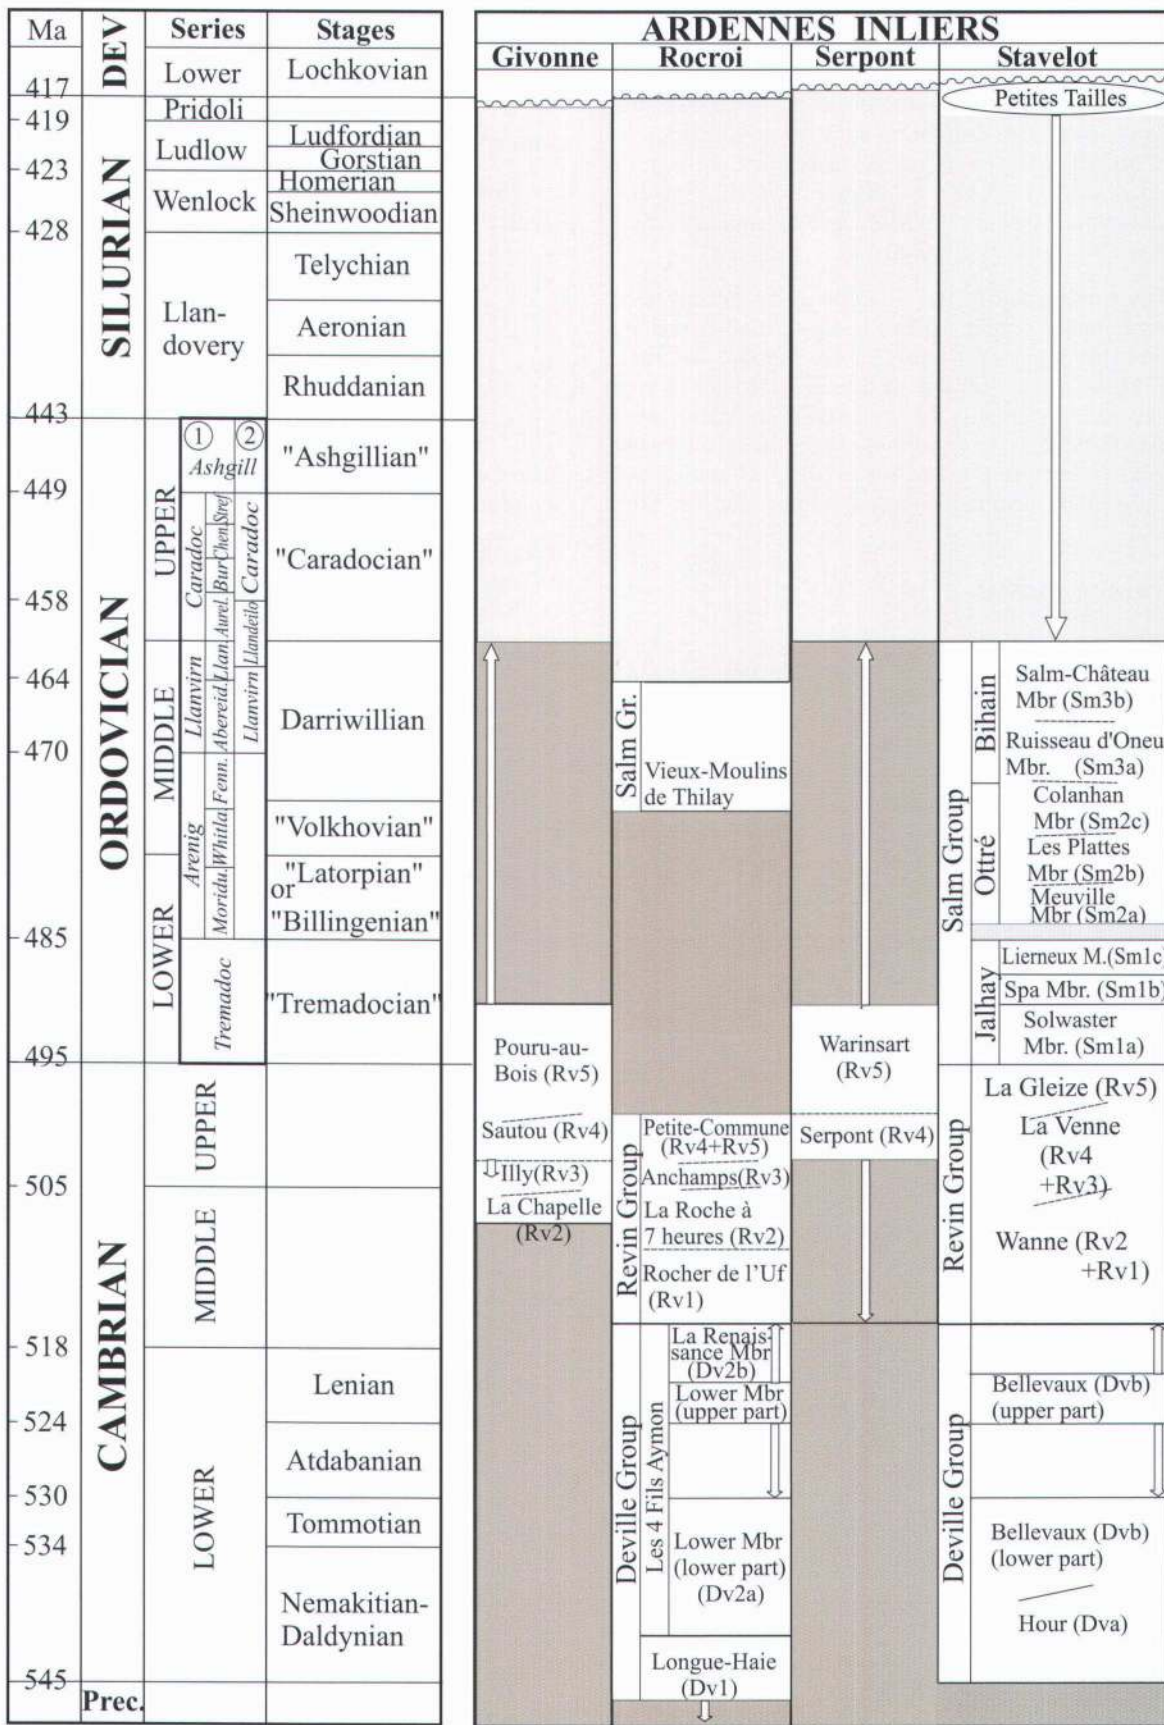 Ma
DEV
Series
Stages
Lower
Lochkovian
417
Pridoli
419
Ludlow
Ludfordian
Gorstian
423
Wenlock
Homerian
Sheinwoodian
428
SILURIAN
Llan-
dovery
Telychian
Aeronian
Rhuddanian
443
ORDOVICIAN
UPPER
1
2
Ashgill
"Ashgillian"
449
Caradoc
Stref
Chen.
Bur
Aurel.
Caradoc
"Caradocian"
458
Llandeilo
MIDDLE
Llanvirn
Llan.
Abereid.
Llanvirn
464
Darriwillian
470
Arenig
Fenn.
Whitla.
Moridu.
"Volkhovian"
LOWER
"Latorpian"
or
"Billingenian"
485
Tremadoc
"Tremadocian"
495
CAMBRIAN
UPPER
505
MIDDLE
518
LOWER
Lenian
524
Atdabanian
530
Tommotian
534
Nemakitian-
Daldynian
545
Prec.
ARDENNES INLIERS
Givonne
Rocroi
Serpont
Stavelot
Pouru-au-
Bois (Rv5)
Sautou (Rv4)
Illy(Rv3)
La Chapelle
(Rv2)
Salm Gr.
Vieux-Moulins
de Thilay
Revin Group
Petite-Commune
(Rv4+Rv5)
Anchamps(Rv3)
La Roche à
7 heures (Rv2)
Rocher de l'Uf
(Rv1)
Deville Group
Les 4 Fils Aymon
La Renais-
sance Mbr
(Dv2b)
Lower Mbr
(upper part)
Lower Mbr
(lower part)
(Dv2a)
Longue-Haie
(Dv1)
Warinsart
(Rv5)
Serpont (Rv4)
Petites Tailles
Salm Group
Bihain
Salm-Château
Mbr (Sm3b)
Ruisseau d'Oneu
Mbr. (Sm3a)
Ottré
Colanhan
Mbr (Sm2c)
Les Plattes
Mbr (Sm2b)
Meuville
Mbr (Sm2a)
Jalhay
Lierneux M.(Sm1c)
Spa Mbr. (Sm1b)
Solwaster
Mbr. (Sm1a)
Revin Group
La Gleize (Rv5)
La Venne
(Rv4
+Rv3)
Wanne (Rv2
+Rv1)
Deville Group
Bellevaux (Dvb)
(upper part)
Bellevaux (Dvb)
(lower part)
Hour (Dva)